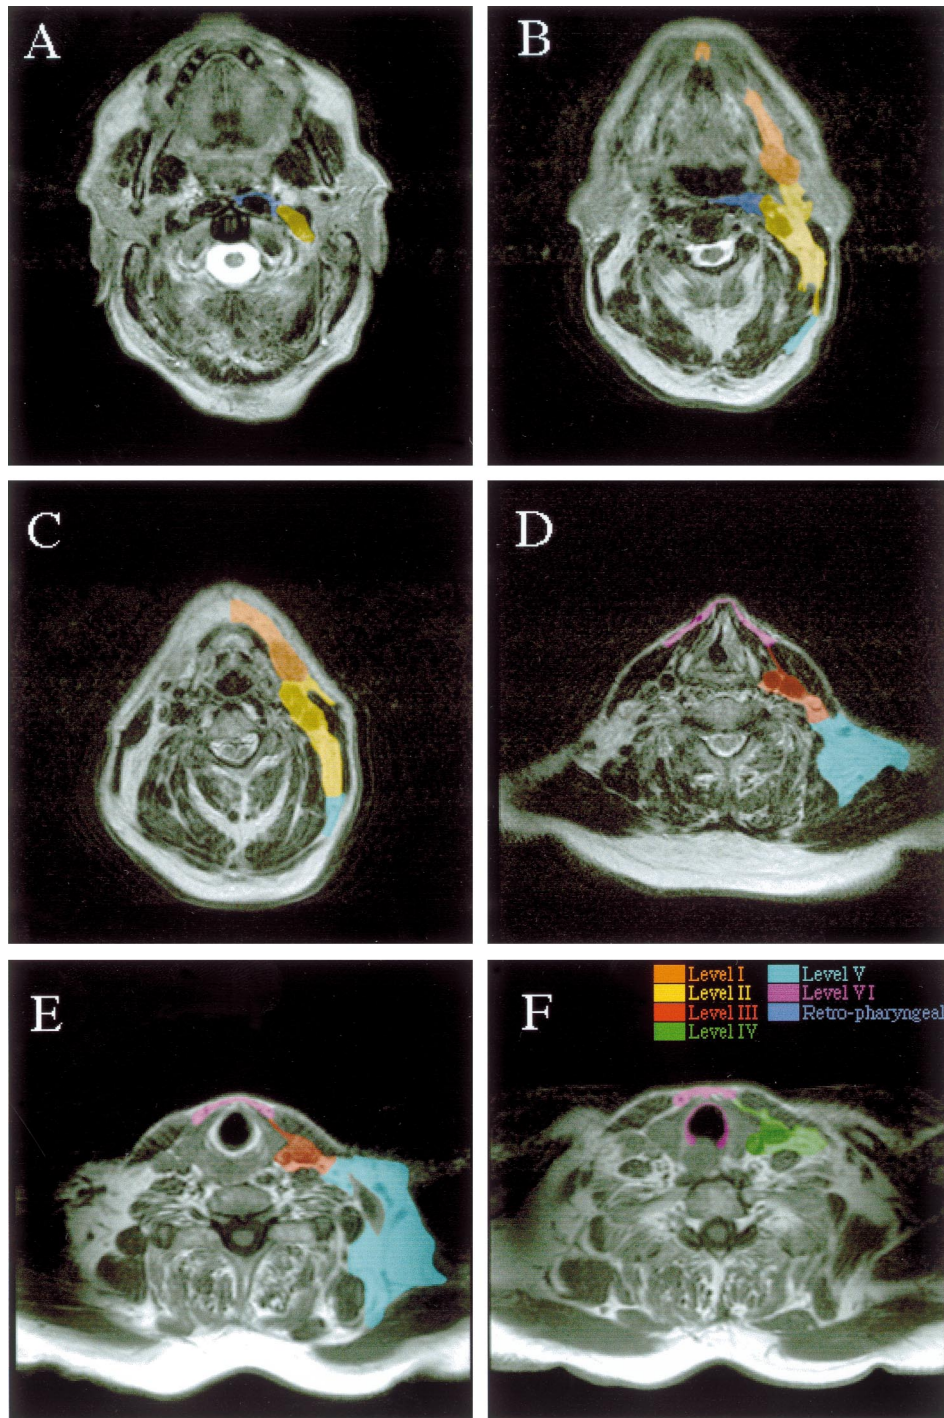 A
B
C
D
E
F
Level I
Level II
Level III
Level IV
Level V
Level VI
Retro-pharyngeal